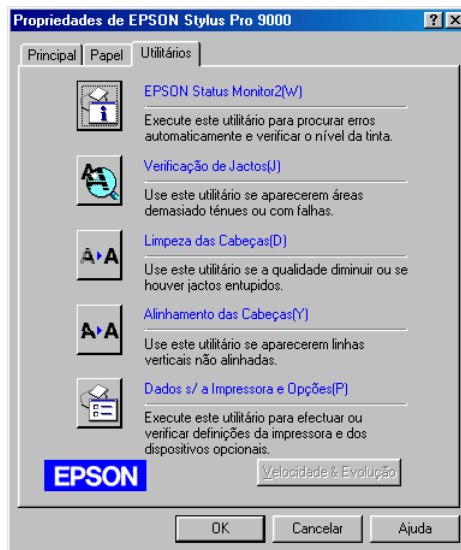 Propriedades de EPSON Stylus Pro 9000
Principal Papel Utilitários
EPSON Status Monitor2(W)
Execute este utilitário para procurar erros
automaticamente e verificar o nível da tinta.
Verificação de Jactos(J)
Use este utilitário se aparecerem áreas
demasiado ténues ou com falhas.
Limpeza das Cabeças(D)
Use este utilitário se a qualidade diminuir ou se
houver jactos entupidos.
Alinhamento das Cabeças(Y)
Use este utilitário se aparecerem linhas
verticais não alinhadas.
Dados s/ a Impressora e Opções(P)
Execute este utilitário para efectuar ou
verificar definições da impressora e dos
dispositivos opcionais.
EPSON Velocidade & Evolução
OK Cancelar Ajuda